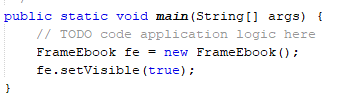 public static void main(String[] args) {
// TODO code application logic here
FrameEbook fe = new FrameEbook();
fe.setVisible(true);
}